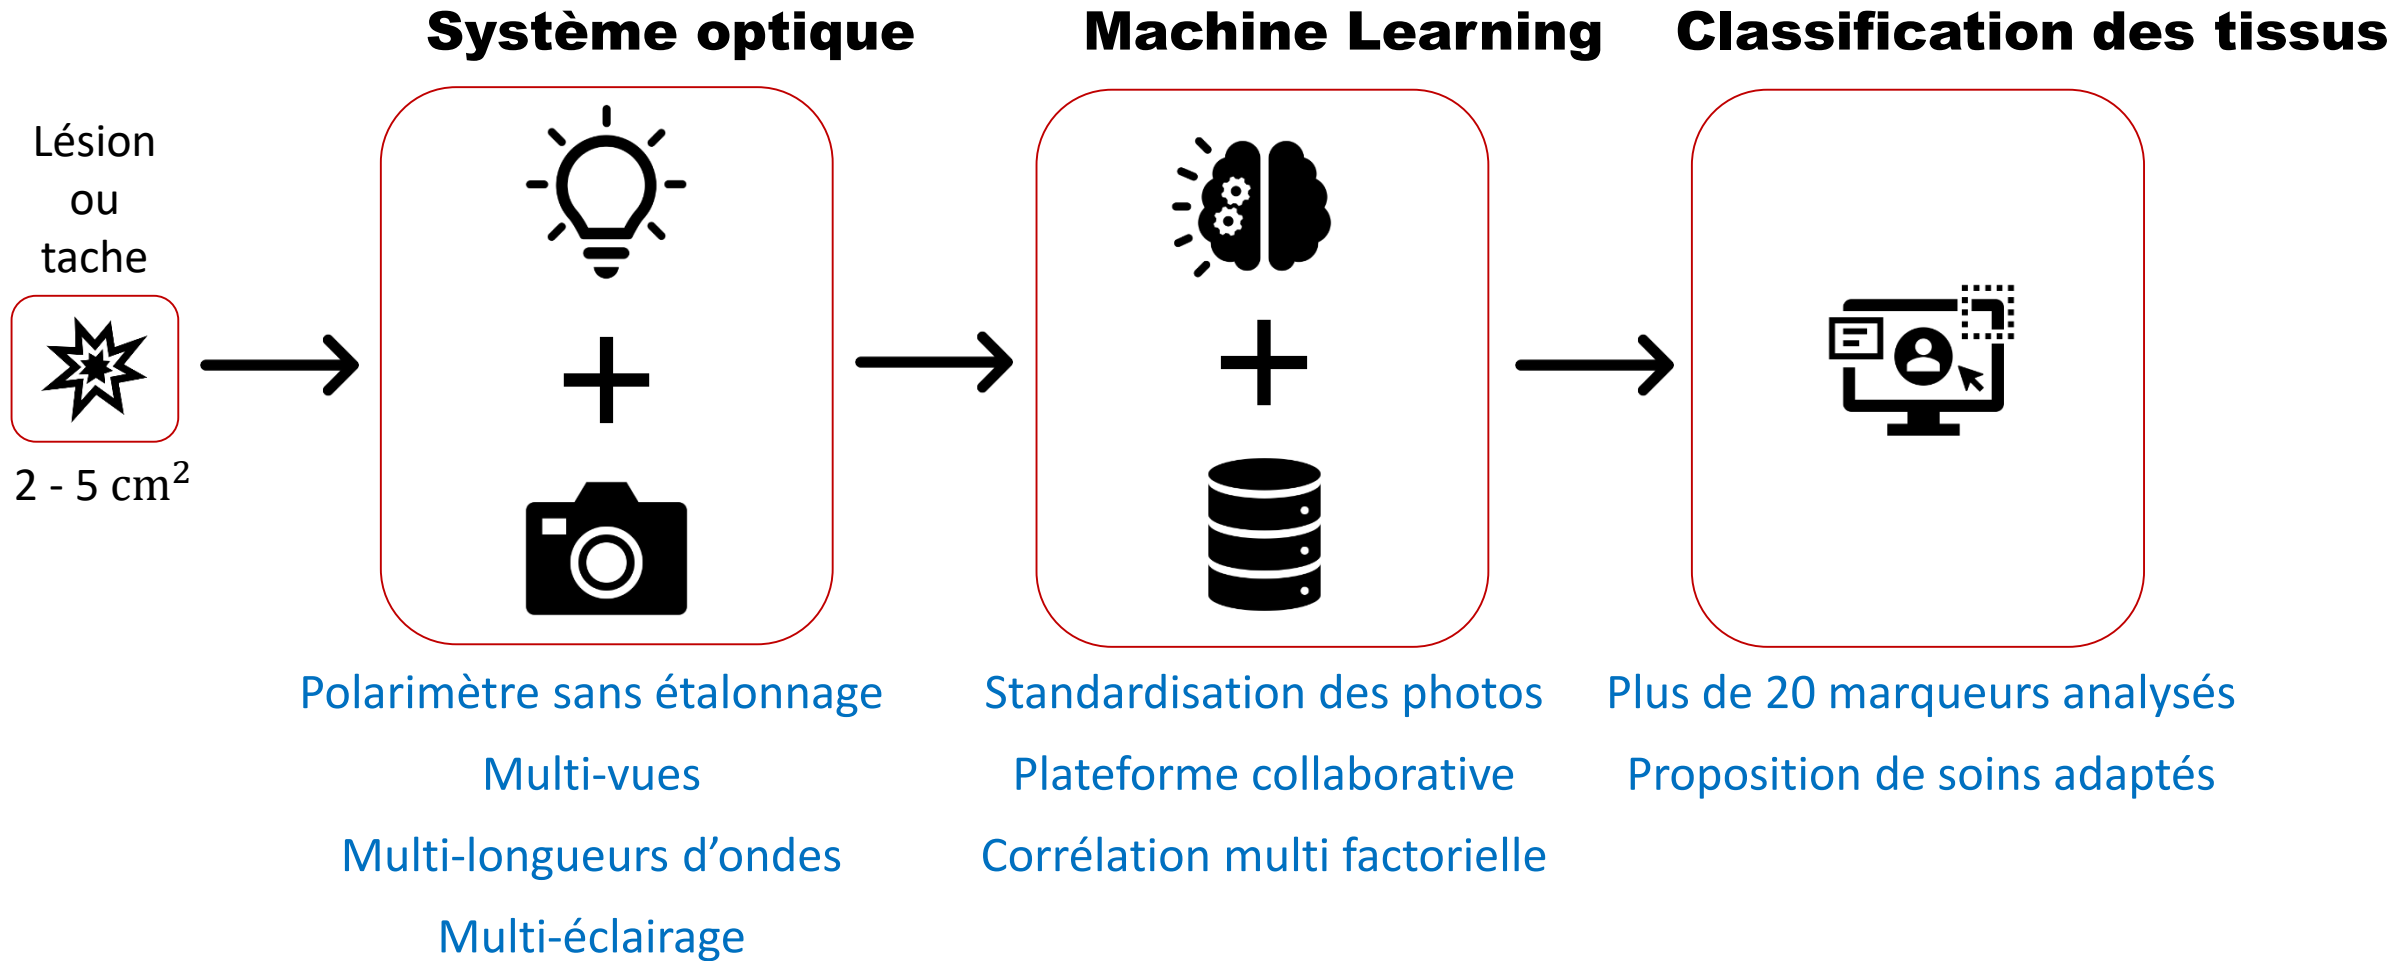 Système optique
Machine Learning
Classification des tissus
Lésion
ou
tache
2 - 5 cm²
Polarimètre sans étalonnage
Multi-vues
Multi-longueurs d’ondes
Multi-éclairage
Standardisation des photos
Plateforme collaborative
Corrélation multi factorielle
Plus de 20 marqueurs analysés
Proposition de soins adaptés